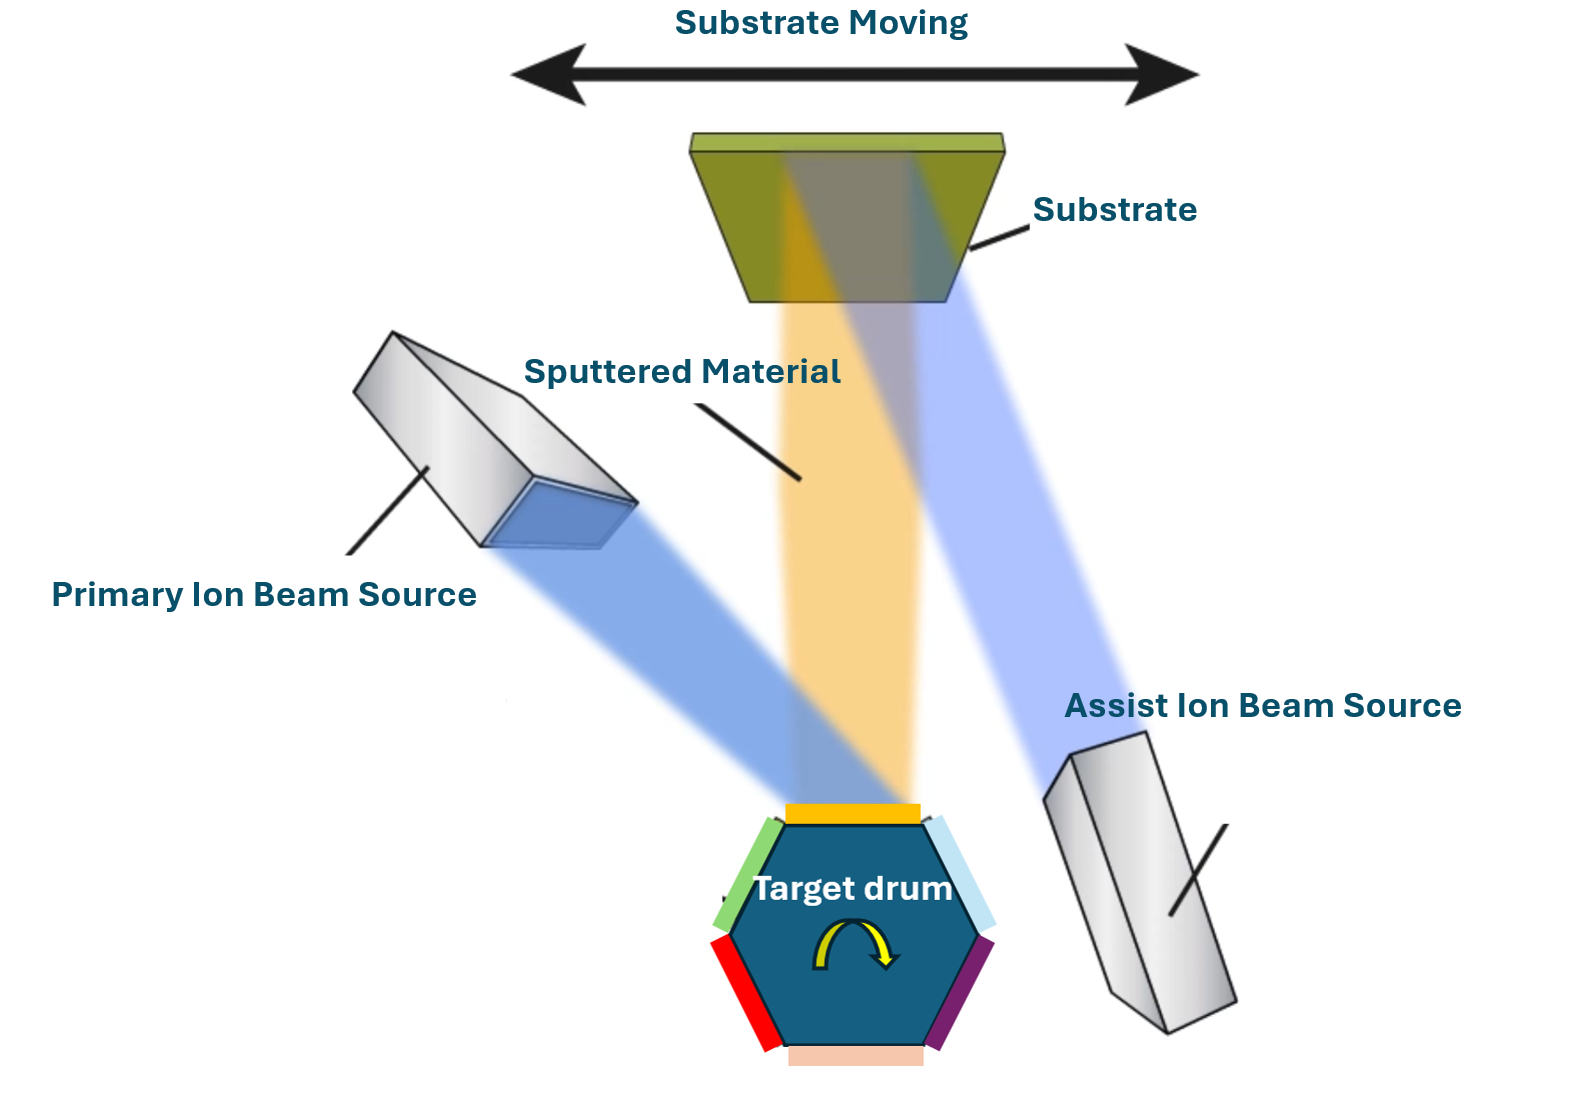 Substrate Moving
Substrate
Sputtered Material
Primary Ion Beam Source
Assist Ion Beam Source
Target drum